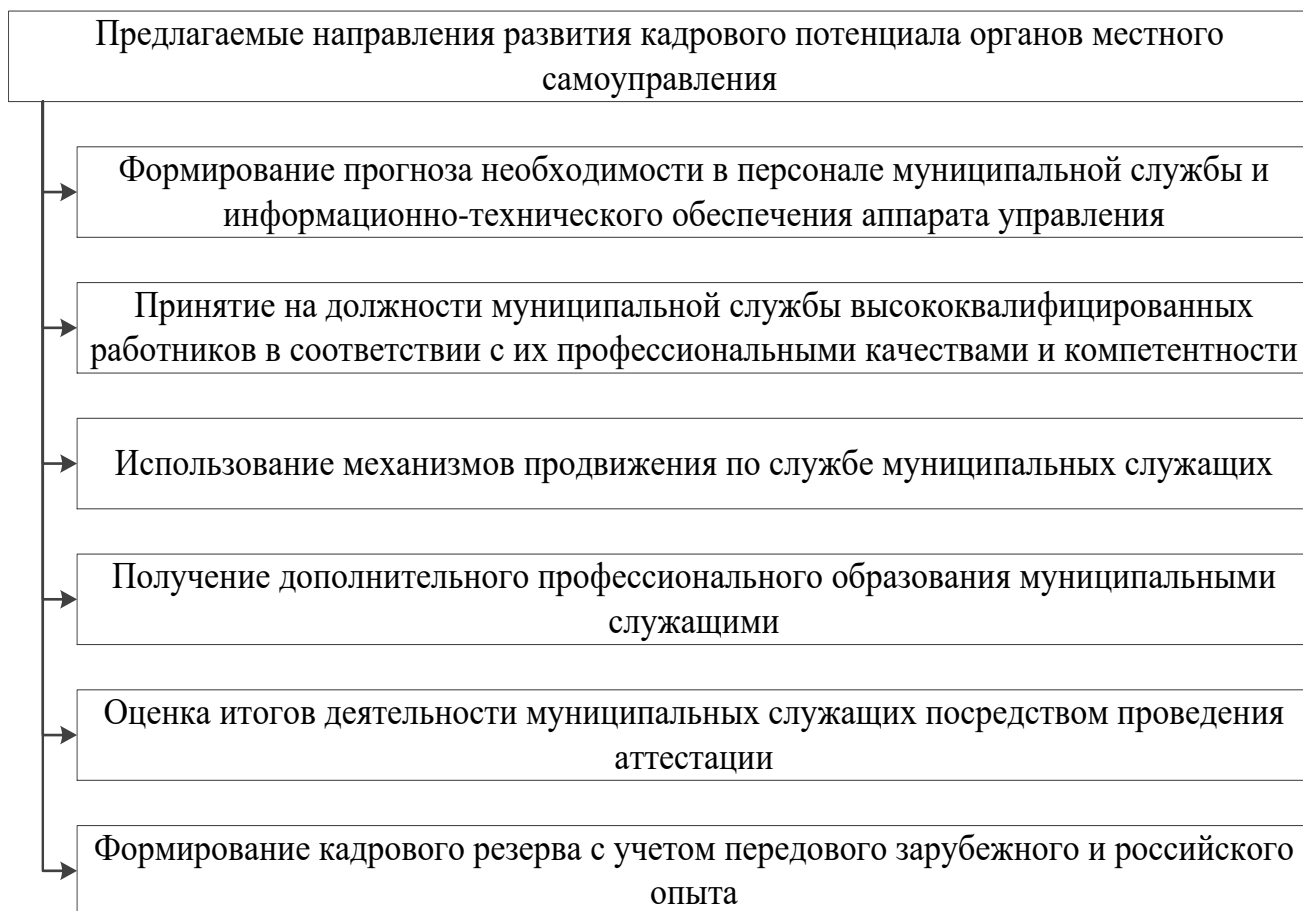 Предлагаемые направления развития кадрового потенциала органов местного
самоуправления
Формирование прогноза необходимости в персонале муниципальной службы и
информационно-технического обеспечения аппарата управления
Принятие на должности муниципальной службы высококвалифицированных
работников в соответствии с их профессиональными качествами и компетентности
Использование механизмов продвижения по службе муниципальных служащих
Получение дополнительного профессионального образования муниципальными
служащими
Оценка итогов деятельности муниципальных служащих посредством проведения
аттестации
Формирование кадрового резерва с учетом передового зарубежного и российского
опыта